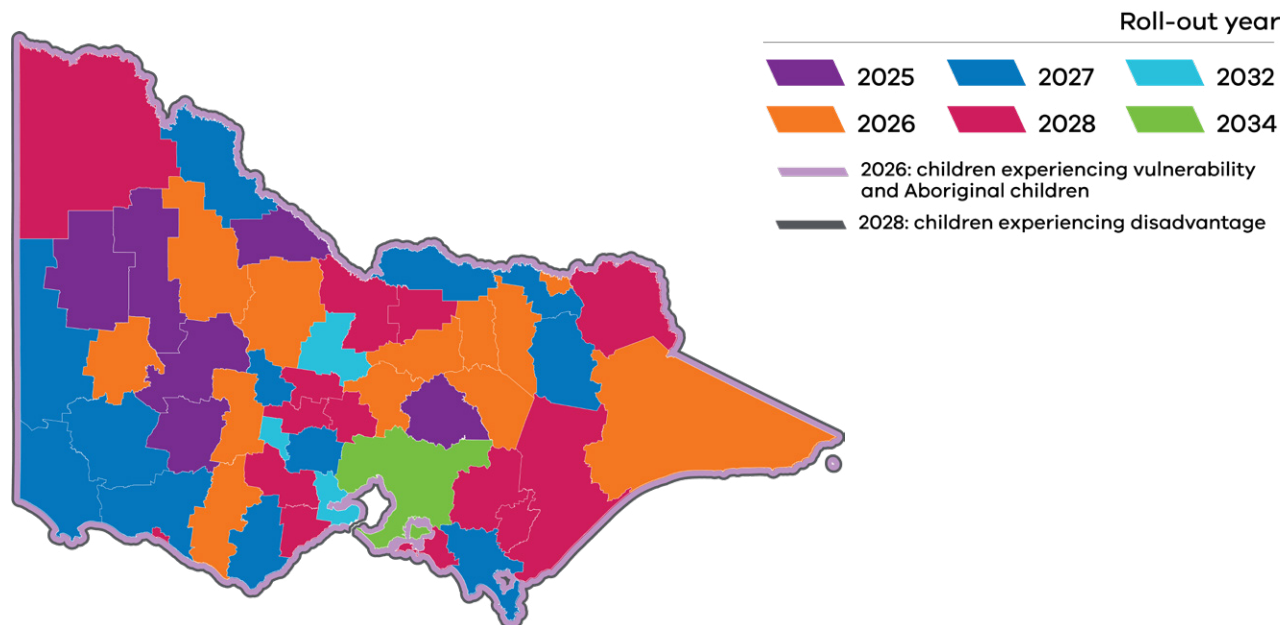 Roll-out year
2025
2027
2032
2026
2028
2034
2026: children experiencing vulnerability
and Aboriginal children
2028: children experiencing disadvantage